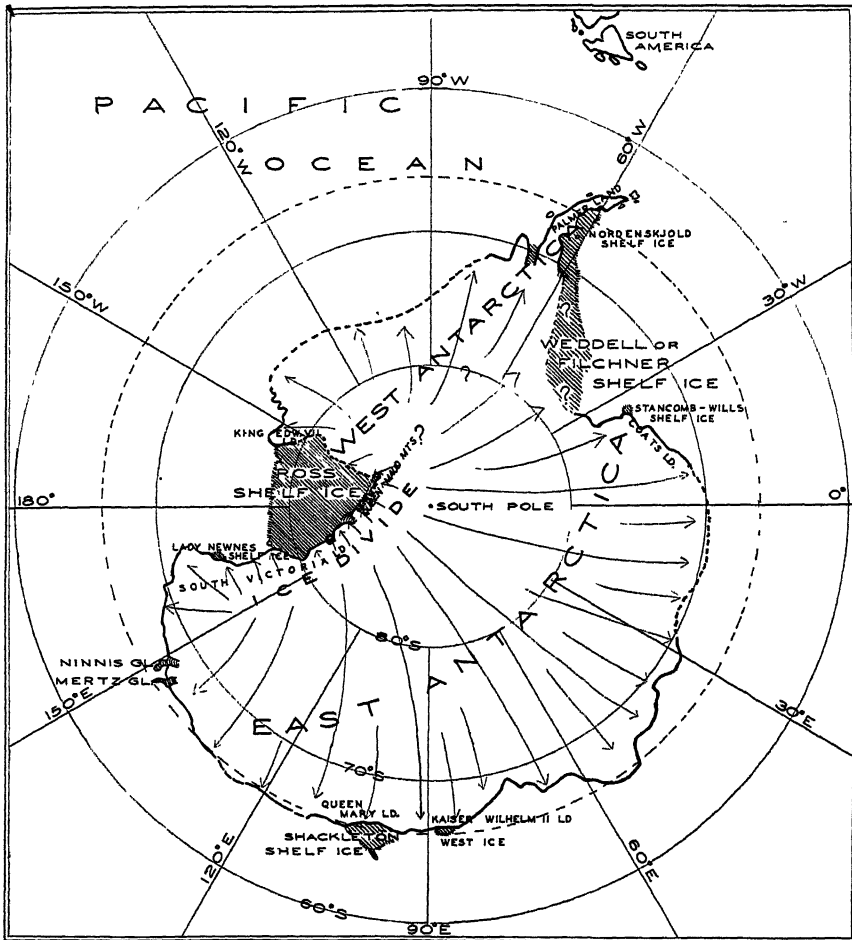 SOUTH
AMERICA
90°W
PACIFIC
120°W
60°W
OCEAN
PALMER LAND
NORDENSKJOLD
SHELF ICE
150°W
30°W
?
WEST ANTARCTICA
WEDDELL OR
FILCHNER
SHELF ICE
?
?
?
STANCOMB-WILLS
SHELF ICE
COATS LD.
KING EDW. VII
LD.
?
ROSS
SHELF ICE
180°
SOUTH POLE
0°
ICE DIVIDE
LADY NEWNES
SHELF ICE
SOUTH VICTORIA LD.
80°S
NINNIS GL.
MERTZ GL.
150°E
EAST ANTARCTICA
30°E
70°S
QUEEN
MARY LD.
KAISER WILHELM II LD
SHACKLETON
SHELF ICE
WEST ICE
120°E
60°E
60°S
90°E